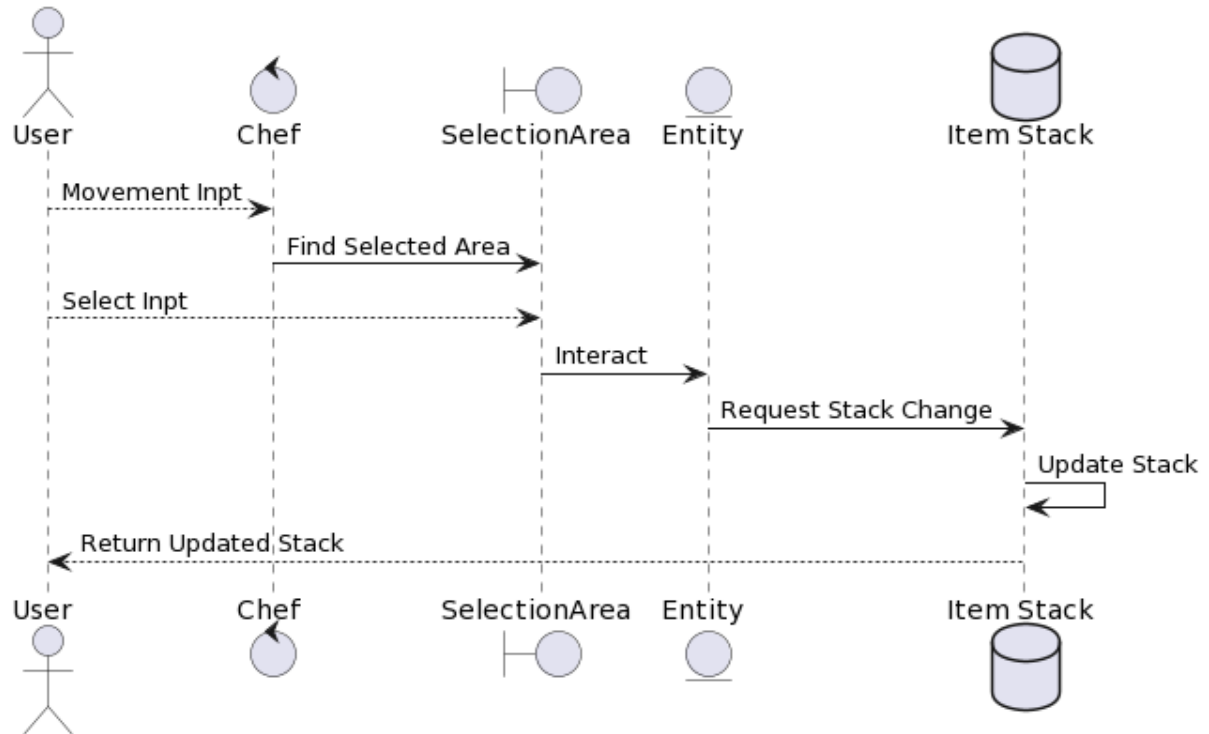 User Chef SelectionArea Entity Item Stack
Movement Inpt
Find Selected Area
Select Inpt
Interact
Request Stack Change
Update Stack
Return Updated Stack
User Chef SelectionArea Entity Item Stack